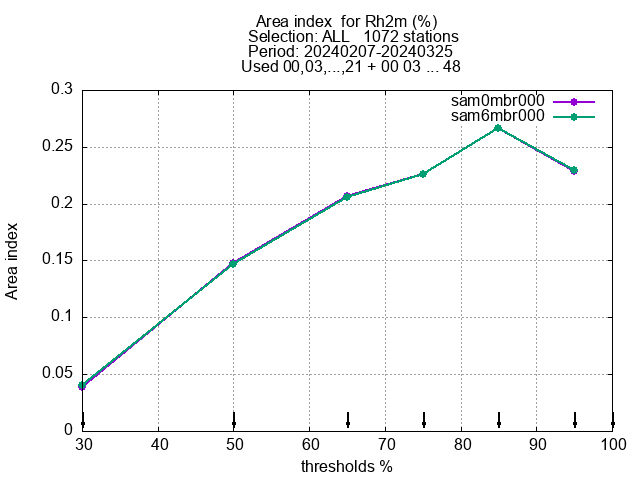 Area index  for Rh2m (%)
Selection: ALL   1072 stations
Period: 20240207-20240325
Used 00,03,...,21 + 00 03 ... 48
sam0mbr000
sam6mbr000
0.3
0.25
0.2
0.15
0.1
0.05
0
Area index
30 40 50 60 70 80 90 100
thresholds %